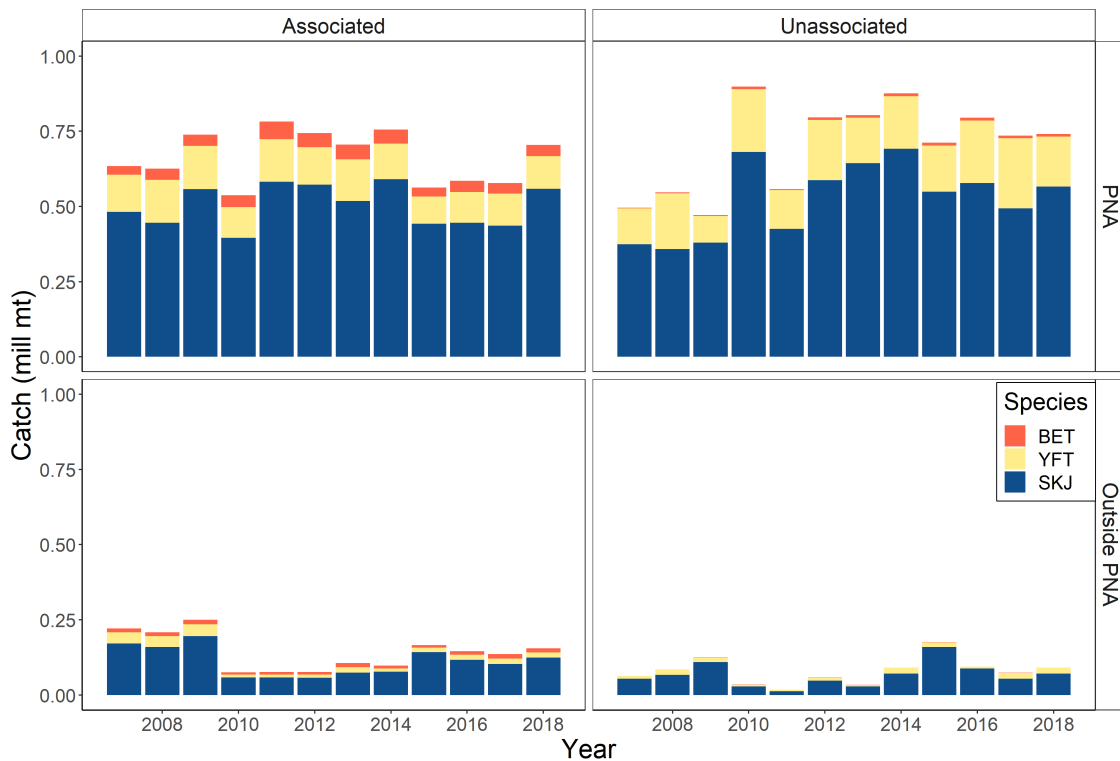 Associated
Unassociated
1.00
0.75
0.50
0.25
0.00
PNA
Catch (mill mt)
1.00
0.75
0.50
0.25
0.00
Species
BET
YFT
SKJ
Outside PNA
2008 2010 2012 2014 2016 2018
2008 2010 2012 2014 2016 2018
Year